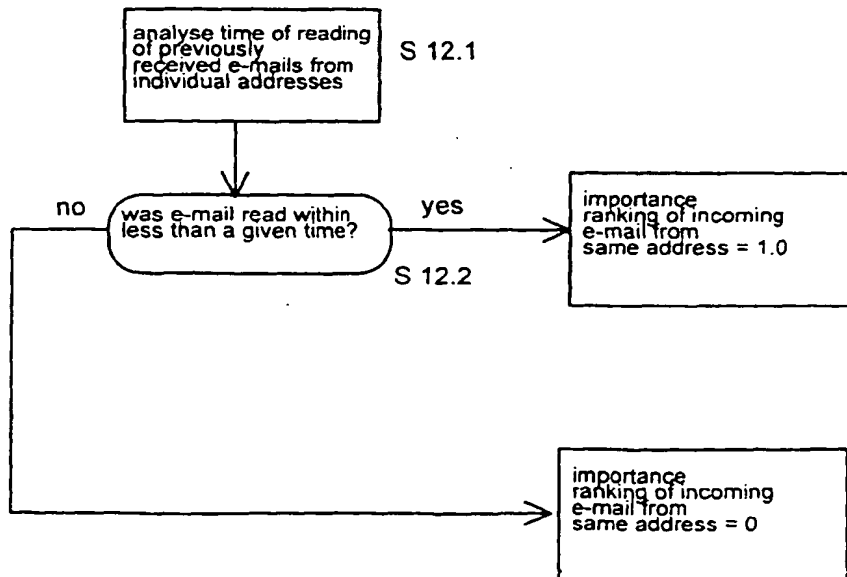 analyse time of reading
of previously
received e-mails from
individual addresses
S 12.1
no
was e-mail read within
less than a given time?
yes
S 12.2
importance
ranking of incoming
e-mail from
same address = 1.0
importance
ranking of incoming
e-mail from
same address = 0